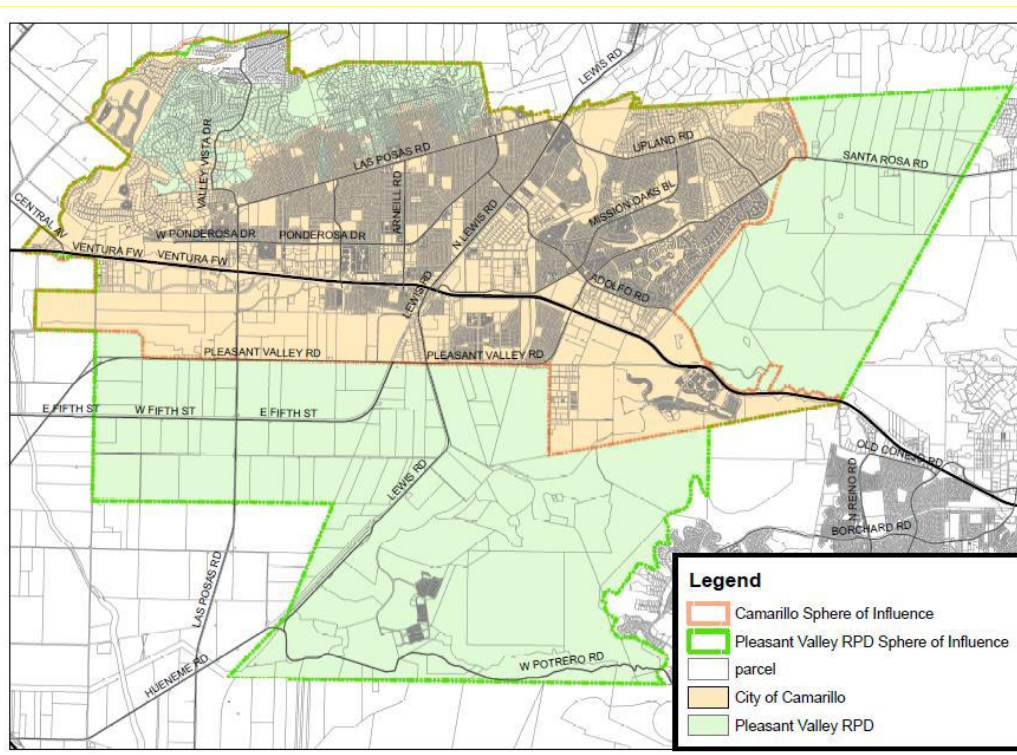 LEWIS RD
VALLEY VISTA DR
LAS POSAS RD
UPLAND RD
SANTA ROSA RD
ARNEILL RD
MISSION OAKS BL
CENTRAL AV
W PONDEROSA DR
PONDEROSA DR
N LEWIS RD
VENTURA FW
VENTURA FW
ADOLFO RD
LEWIS RD
PLEASANT VALLEY RD
PLEASANT VALLEY RD
E FIFTH ST
W FIFTH ST
E FIFTH ST
OLD CONEJO RD
LEWIS RD
N REINO RD
BORCHARD RD
LAS POSAS RD
HUENEME RD
W POTRERO RD
Legend
Camarillo Sphere of Influence
Pleasant Valley RPD Sphere of Influence
parcel
City of Camarillo
Pleasant Valley RPD